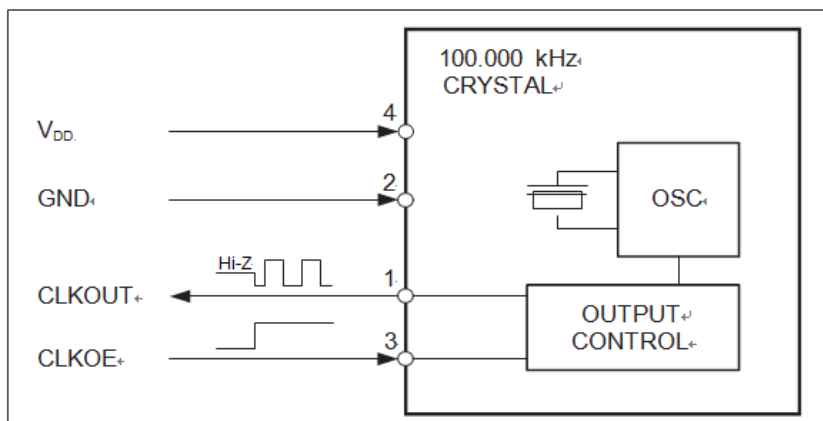 100.000 kHz
CRYSTAL
4
VDD.
2
GND
OSC
Hi-Z
1
CLKOUT
OUTPUT
CONTROL
3
CLKOE